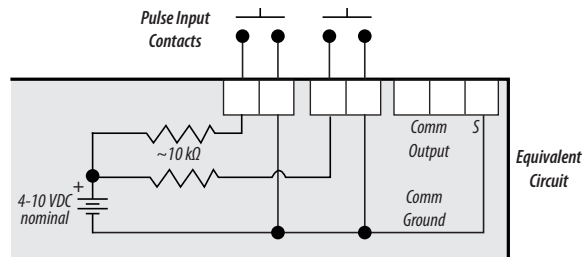 Pulse Input
Contacts
~10 kΩ
Comm
Output
S
Equivalent
Circuit
+
4-10 VDC
nominal
Comm
Ground